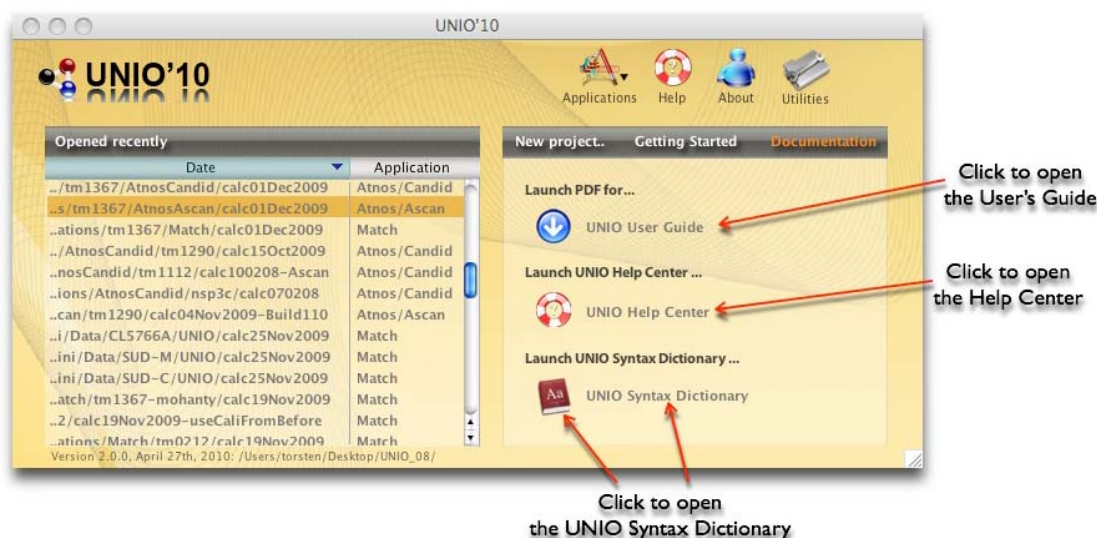 UNIO'10
UNIO'10
Applications Help About Utilities
Opened recently
Date Application
../tm1367/AtnosCandid/calc01Dec2009 Atnos/Candid
..s/tm1367/AtnosAscan/calc01Dec2009 Atnos/Ascan
..ations/tm1367/Match/calc01Dec2009 Match
../AtnosCandid/tm1290/calc15Oct2009 Atnos/Candid
..nosCandid/tm1112/calc100208-Ascan Atnos/Candid
..ions/AtnosCandid/nsp3c/calc070208 Atnos/Candid
..can/tm1290/calc04Nov2009-Build110 Atnos/Ascan
..i/Data/CL5766A/UNIO/calc25Nov2009 Match
..ini/Data/SUD-M/UNIO/calc25Nov2009 Match
..ini/Data/SUD-C/UNIO/calc25Nov2009 Match
..atch/tm1367-mohanty/calc19Nov2009 Match
..2/calc19Nov2009-useCaliFromBefore Match
..ations/Match/tm0212/calc19Nov2009 Match
Version 2.0.0, April 27th, 2010: /Users/torsten/Desktop/UNIO_08/
New project.. Getting Started Documentation
Launch PDF for...
UNIO User Guide
Launch UNIO Help Center ...
UNIO Help Center
Launch UNIO Syntax Dictionary ...
Aa
UNIO Syntax Dictionary
Click to open
the User's Guide
Click to open
the Help Center
Click to open
the UNIO Syntax Dictionary